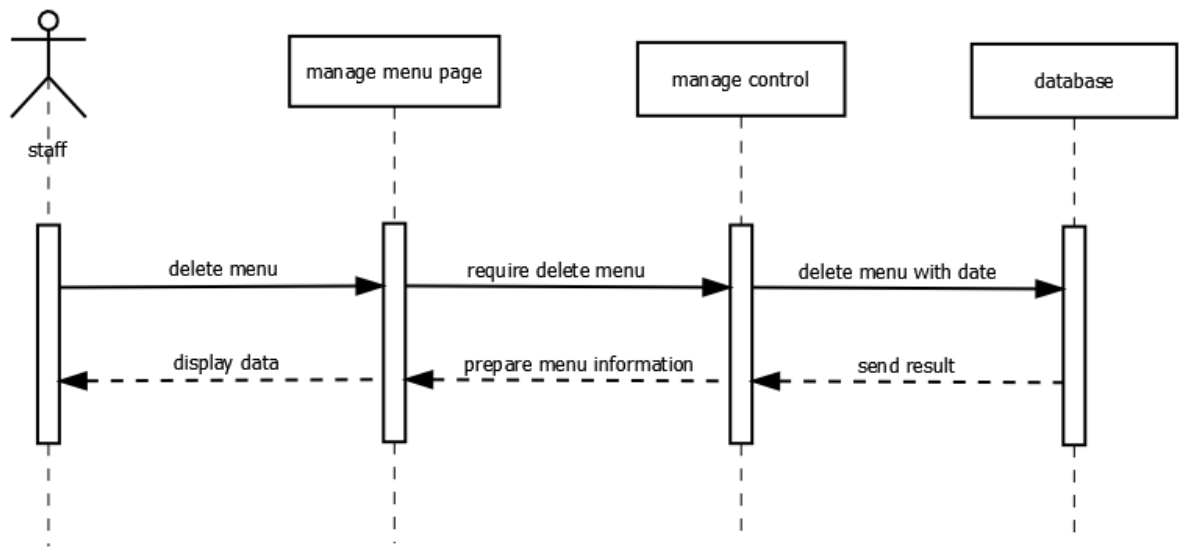 manage menu page
manage control
database
staff
delete menu
require delete menu
delete menu with date
display data
prepare menu information
send result